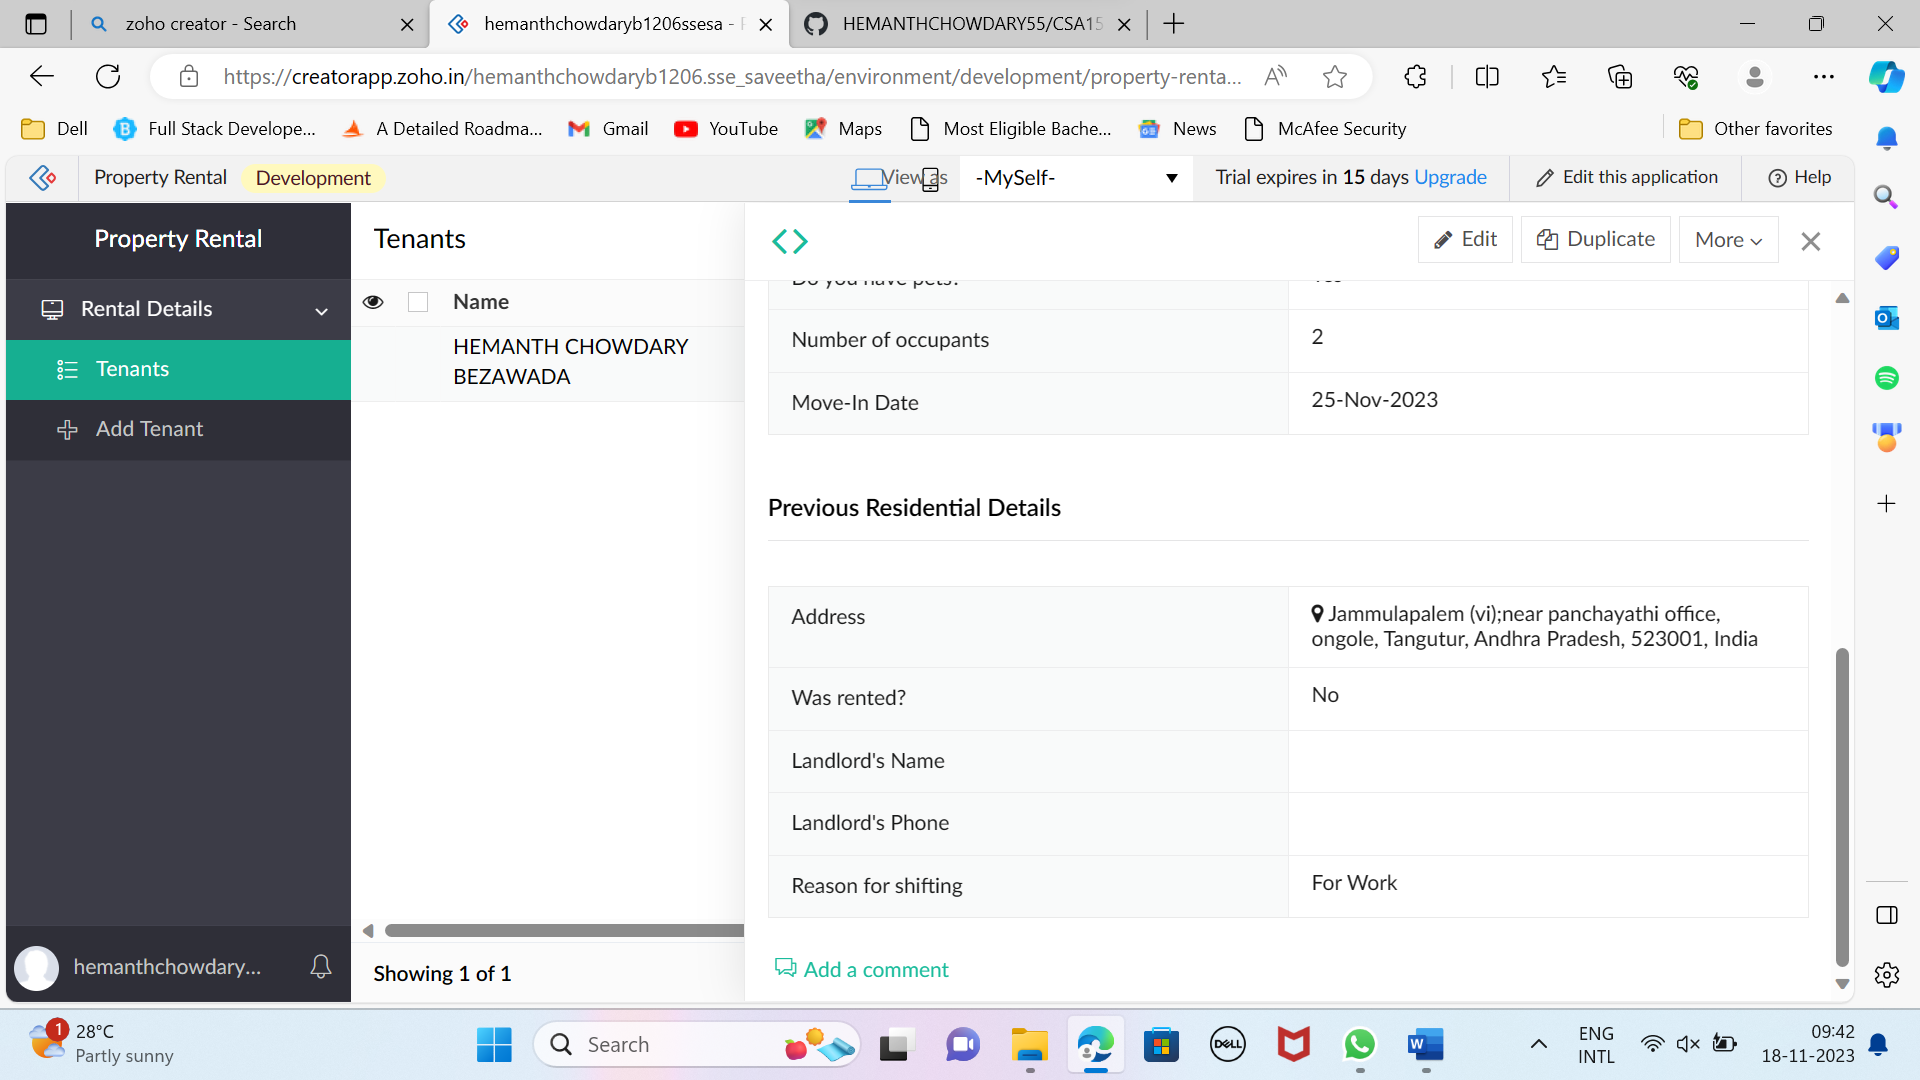 zoho creator - Search
hemanthchowdaryb1206ssesa -
HEMANTHCHOWDARY55/CSA15
https://creatorapp.zoho.in/hemanthchowdaryb1206.sse_saveetha/environment/development/property-renta...
Dell
Full Stack Develope...
A Detailed Roadma...
Gmail
YouTube
Maps
Most Eligible Bache...
News
McAfee Security
Other favorites
Property Rental
Development
View as
-MySelf-
Trial expires in 15 days Upgrade
Edit this application
Help
Property Rental
Rental Details
Tenants
Add Tenant
hemanthchowdary...
Tenants
Name
HEMANTH CHOWDARY
BEZAWADA
Showing 1 of 1
Edit
Duplicate
More
Do you have pets?
Yes
Number of occupants
2
Move-In Date
25-Nov-2023
Previous Residential Details
Address
Jammulapalem (vi);near panchayathi office,
ongole, Tangutur, Andhra Pradesh, 523001, India
Was rented?
No
Landlord's Name
Landlord's Phone
Reason for shifting
For Work
Add a comment
1
28°C
Partly sunny
Search
DELL
W
ENG
INTL
09:42
18-11-2023